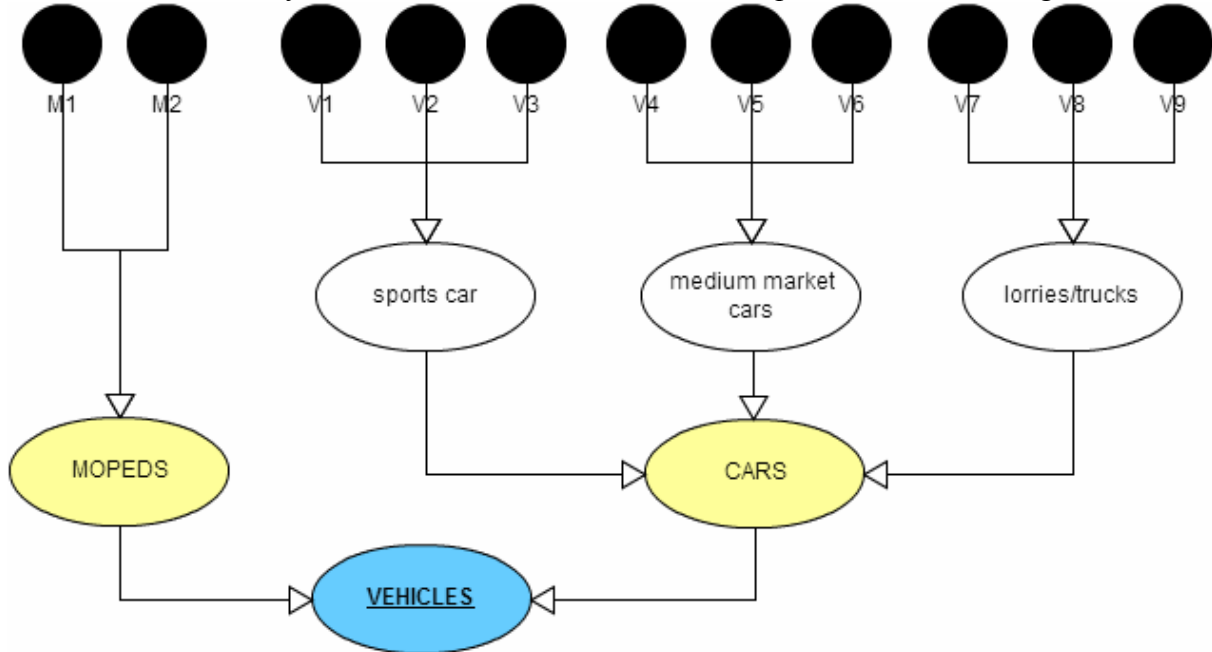 M1
M2
V1
V2
V3
V4
V5
V6
V7
V8
V9
sports car
medium market
cars
lorries/trucks
MOPEDS
CARS
VEHICLES